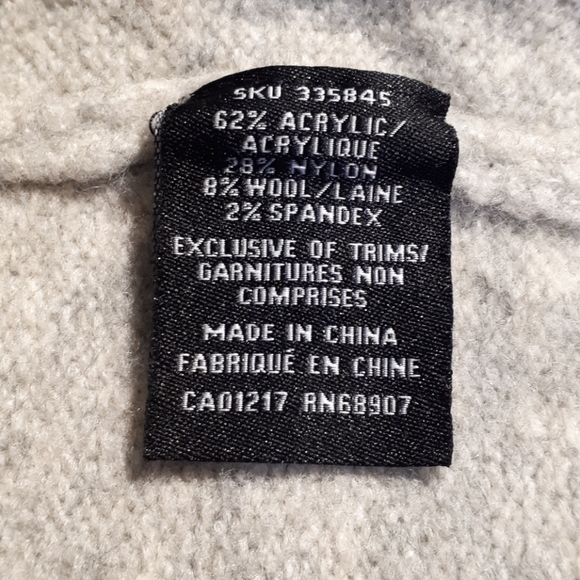 SKU 335845
62% ACRYLIC/
ACRYLIQUE
28% NYLON
8% WOOL/LAINE
2% SPANDEX
EXCLUSIVE OF TRIMS/
GARNITURES NON
COMPRISES
MADE IN CHINA
FABRIQUÉ EN CHINE
CA01217 RN68907